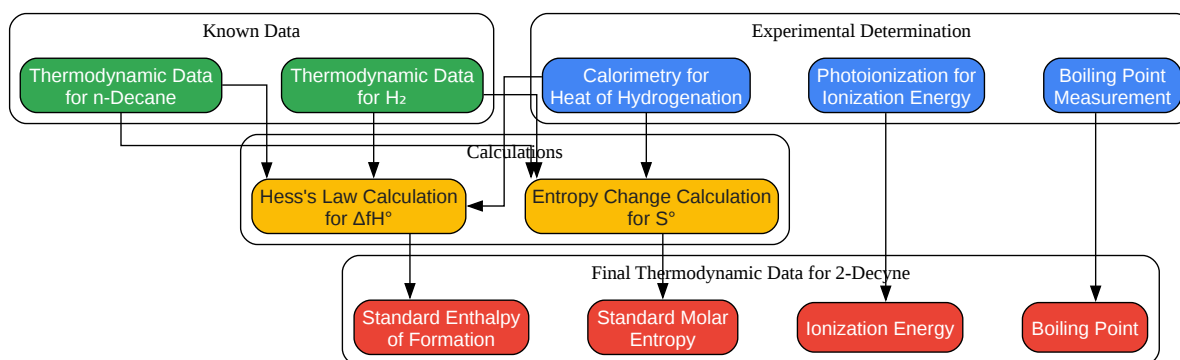 Known Data
Experimental Determination
Thermodynamic Data
for n-Decane
Thermodynamic Data
for H₂
Calorimetry for
Heat of Hydrogenation
Photoionization for
Ionization Energy
Boiling Point
Measurement
Calculations
Hess's Law Calculation
for ΔfH°
Entropy Change Calculation
for S°
Final Thermodynamic Data for 2-Decyne
Standard Enthalpy
of Formation
Standard Molar
Entropy
Ionization Energy
Boiling Point